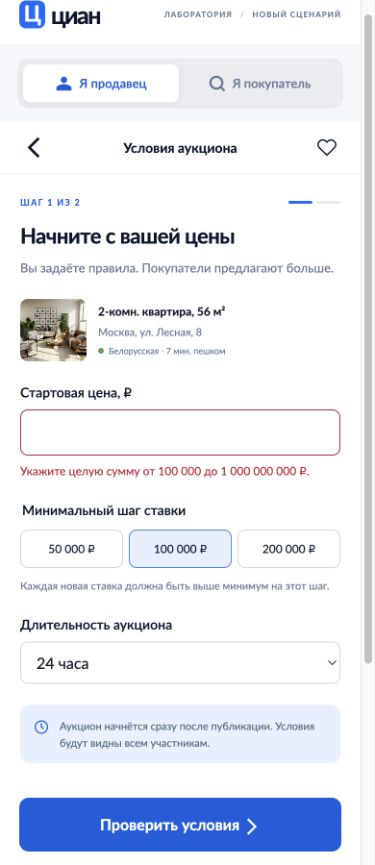 Ц циан
ЛАБОРАТОРИЯ / НОВЫЙ СЦЕНАРИЙ
Я продавец
Я покупатель
Условия аукциона
ШАГ 1 ИЗ 2
Начните с вашей цены
Вы задаёте правила. Покупатели предлагают больше.
2-комн. квартира, 56 м²
Москва, ул. Лесная, 8
Белорусская · 7 мин. пешком
Стартовая цена, ₽
Укажите целую сумму от 100 000 до 1 000 000 000 ₽.
Минимальный шаг ставки
50 000 ₽
100 000 ₽
200 000 ₽
Каждая новая ставка должна быть выше минимум на этот шаг.
Длительность аукциона
24 часа
Аукцион начнётся сразу после публикации. Условия
будут видны всем участникам.
Проверить условия